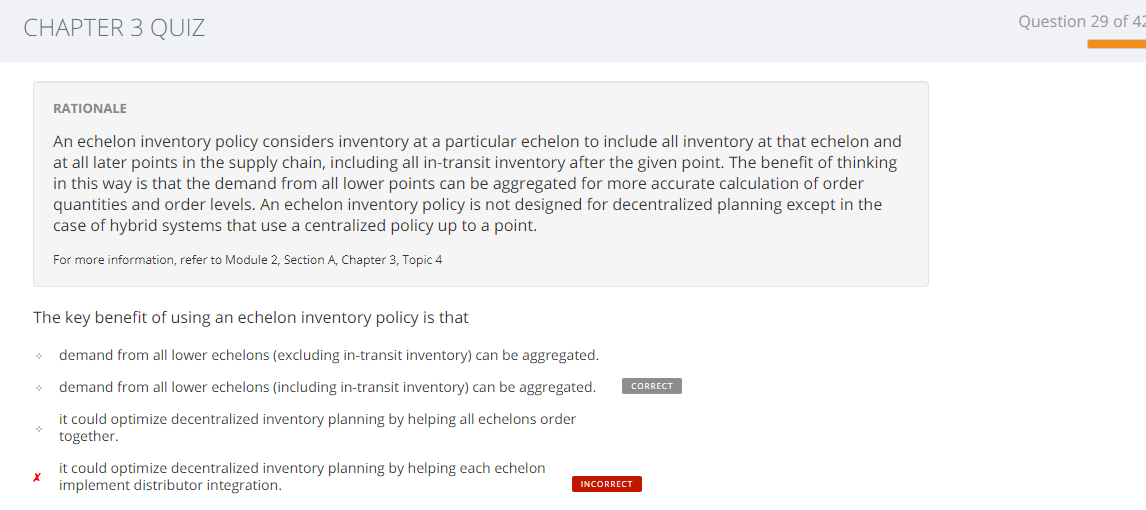 CHAPTER 3 QUIZ
Question 29 of 42
RATIONALE
An echelon inventory policy considers inventory at a particular echelon to include all inventory at that echelon and
at all later points in the supply chain, including all in-transit inventory after the given point. The benefit of thinking
in this way is that the demand from all lower points can be aggregated for more accurate calculation of order
quantities and order levels. An echelon inventory policy is not designed for decentralized planning except in the
case of hybrid systems that use a centralized policy up to a point.
For more information, refer to Module 2, Section A, Chapter 3, Topic 4
The key benefit of using an echelon inventory policy is that
demand from all lower echelons (excluding in-transit inventory) can be aggregated.
demand from all lower echelons (including in-transit inventory) can be aggregated. CORRECT
it could optimize decentralized inventory planning by helping all echelons order
together.
✗ it could optimize decentralized inventory planning by helping each echelon
implement distributor integration. INCORRECT